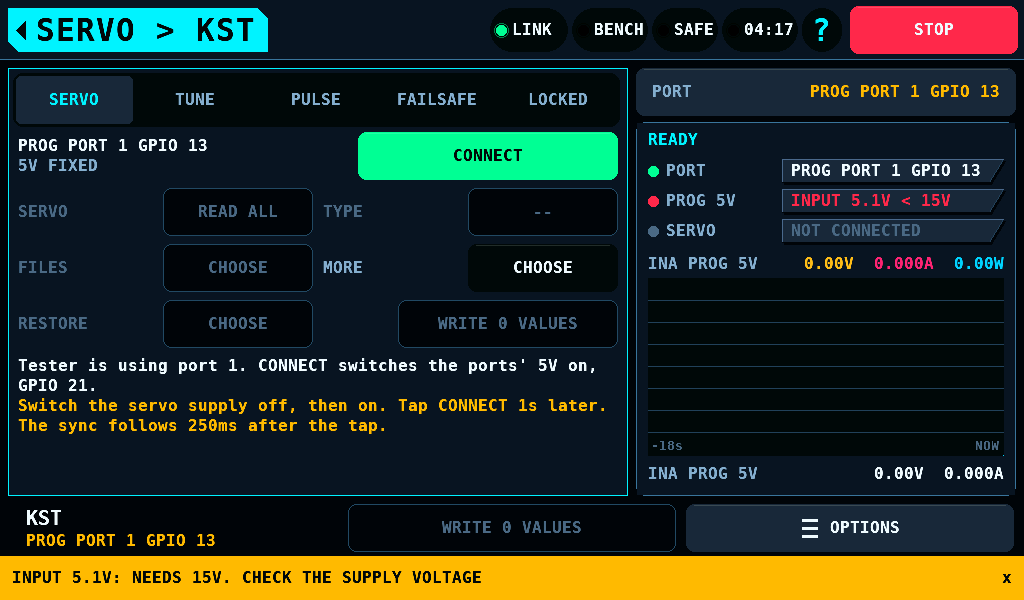 SERVO > KST
LINK
BENCH
SAFE
04:17
?
STOP
SERVO
TUNE
PULSE
FAILSAFE
LOCKED
PROG PORT 1 GPIO 13
5V FIXED
CONNECT
SERVO
READ ALL
TYPE
--
FILES
CHOOSE
MORE
CHOOSE
RESTORE
CHOOSE
WRITE 0 VALUES
Tester is using port 1. CONNECT switches the ports' 5V on,
GPIO 21.
Switch the servo supply off, then on. Tap CONNECT 1s later.
The sync follows 250ms after the tap.
PORT
PROG PORT 1 GPIO 13
READY
PORT
PROG PORT 1 GPIO 13
PROG 5V
INPUT 5.1V < 15V
SERVO
NOT CONNECTED
INA PROG 5V 0.00V 0.000A 0.00W
-18s
NOW
INA PROG 5V 0.00V 0.000A
KST
PROG PORT 1 GPIO 13
WRITE 0 VALUES
OPTIONS
INPUT 5.1V: NEEDS 15V. CHECK THE SUPPLY VOLTAGE
x